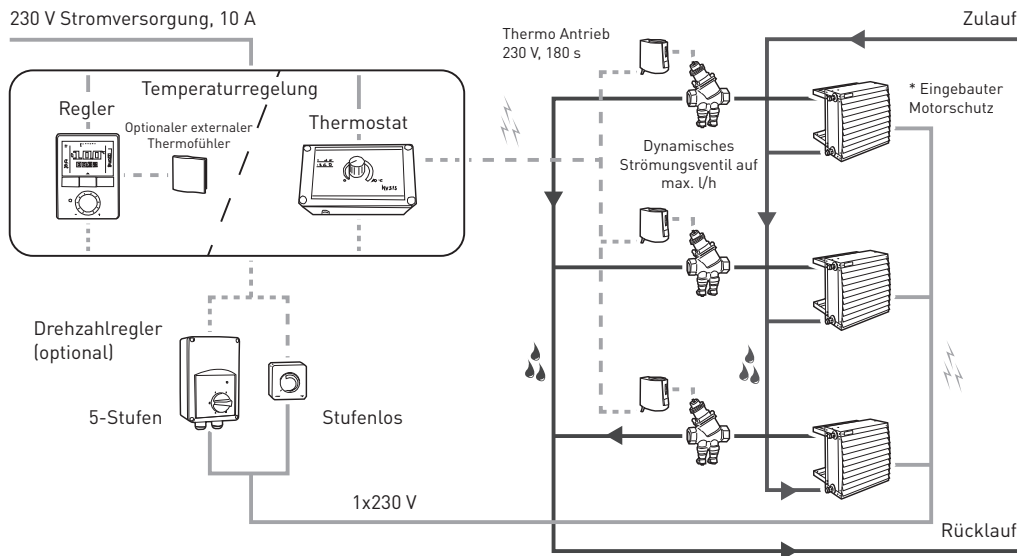 230 V Stromversorgung, 10 A
Temperaturregelung
Regler
Optionaler externaler
Thermofühler
Thermostat
Thermo Antrieb
230 V, 180 s
Zulauf
* Eingebauter
Motorschutz
Dynamisches
Strömungsventil auf
max. l/h
Drehzahlregler
(optional)
5-Stufen
Stufenlos
1x230 V
Rücklauf